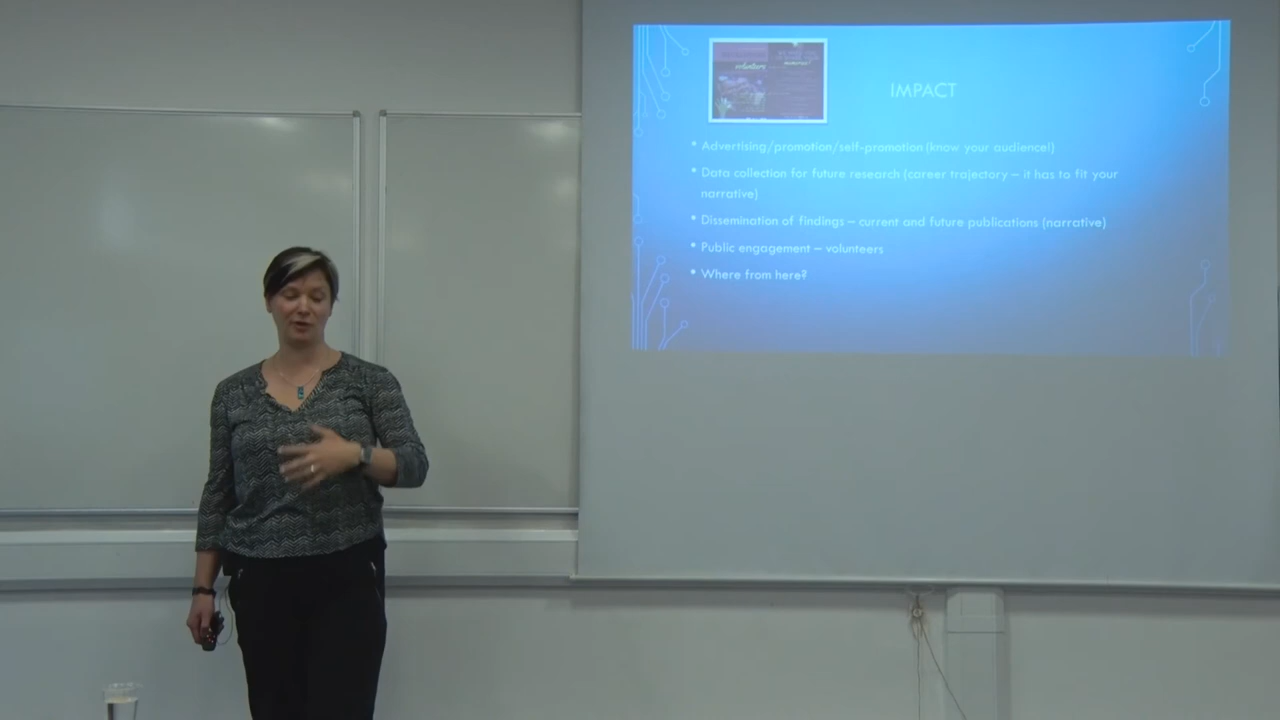 volunteers
IMPACT
• Advertising/promotion/self-promotion (know your audience!)
• Data collection for future research (career trajectory – it has to fit your
narrative)
• Dissemination of findings – current and future publications (narrative)
• Public engagement – volunteers
• Where from here?